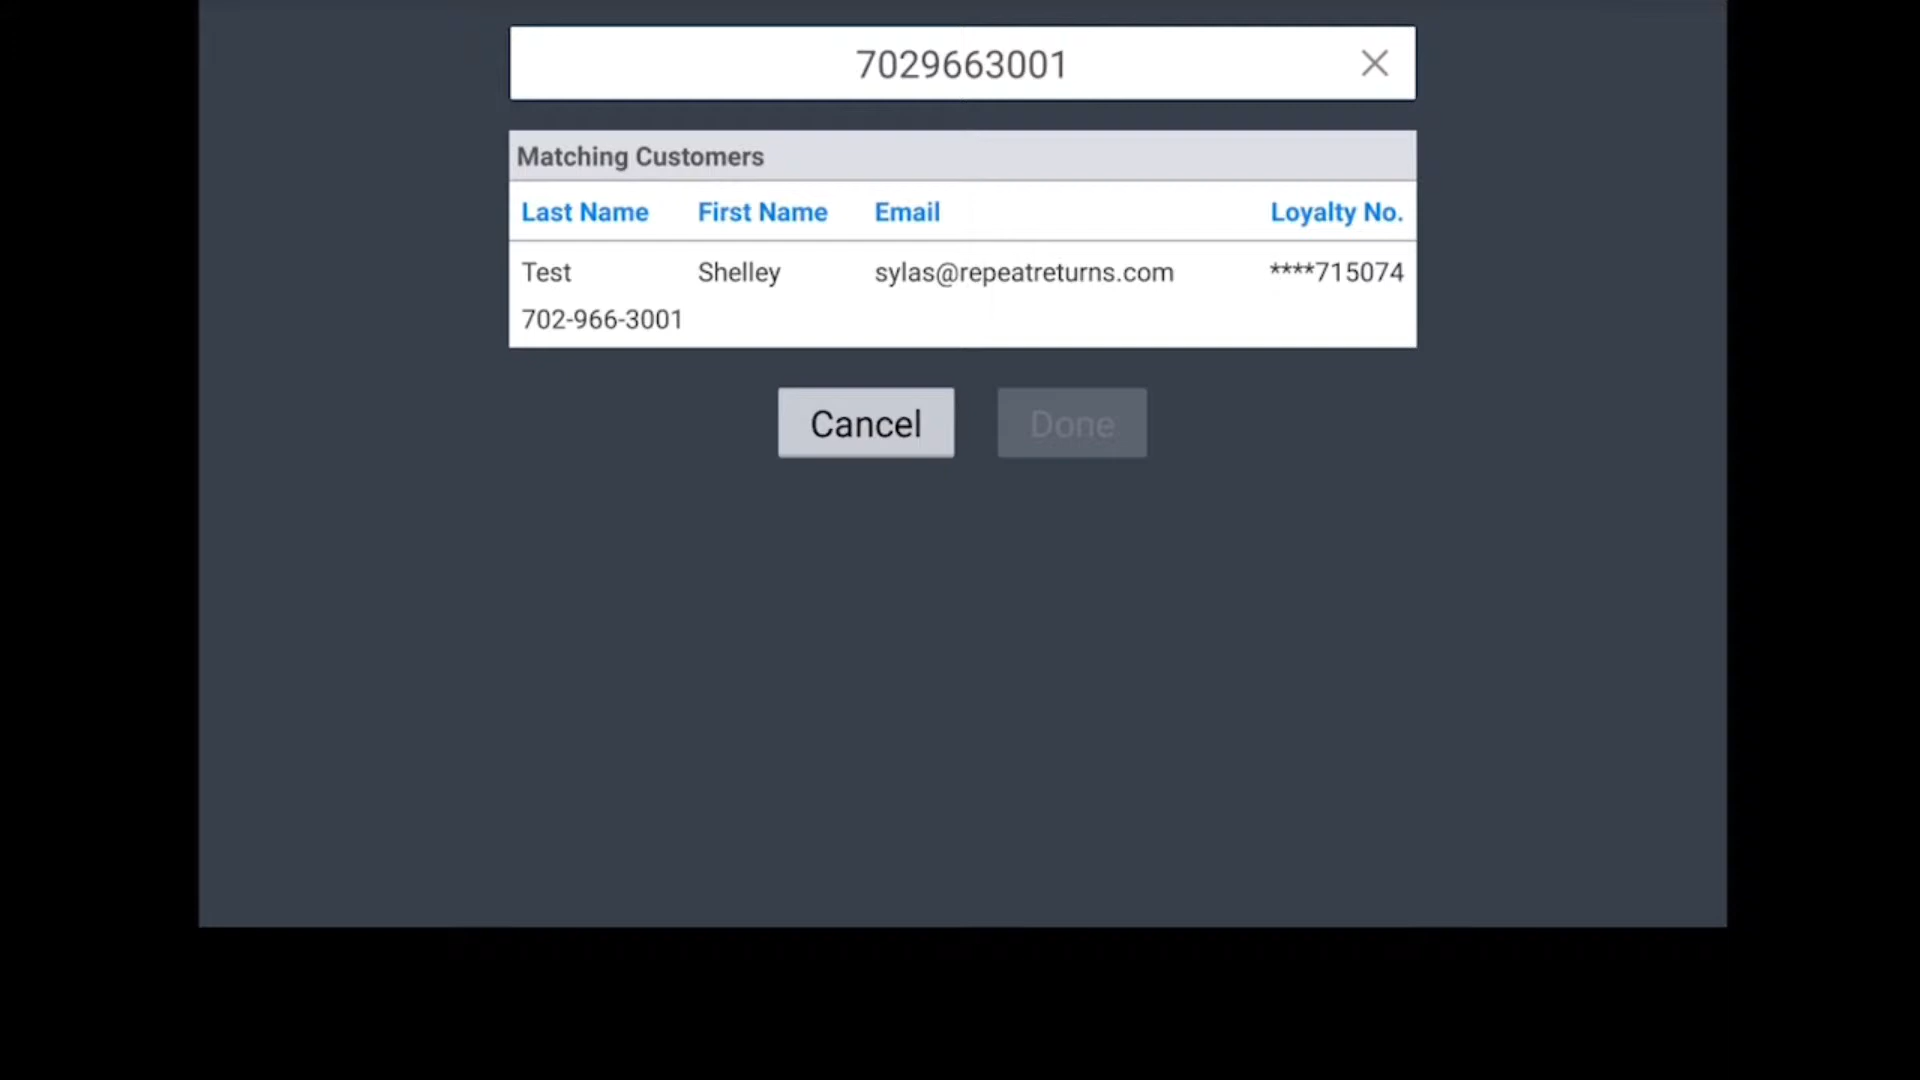 7029663001
Matching Customers
Last Name First Name Email Loyalty No.
Test Shelley sylas@repeatreturns.com ****715074
702-966-3001
Cancel Done